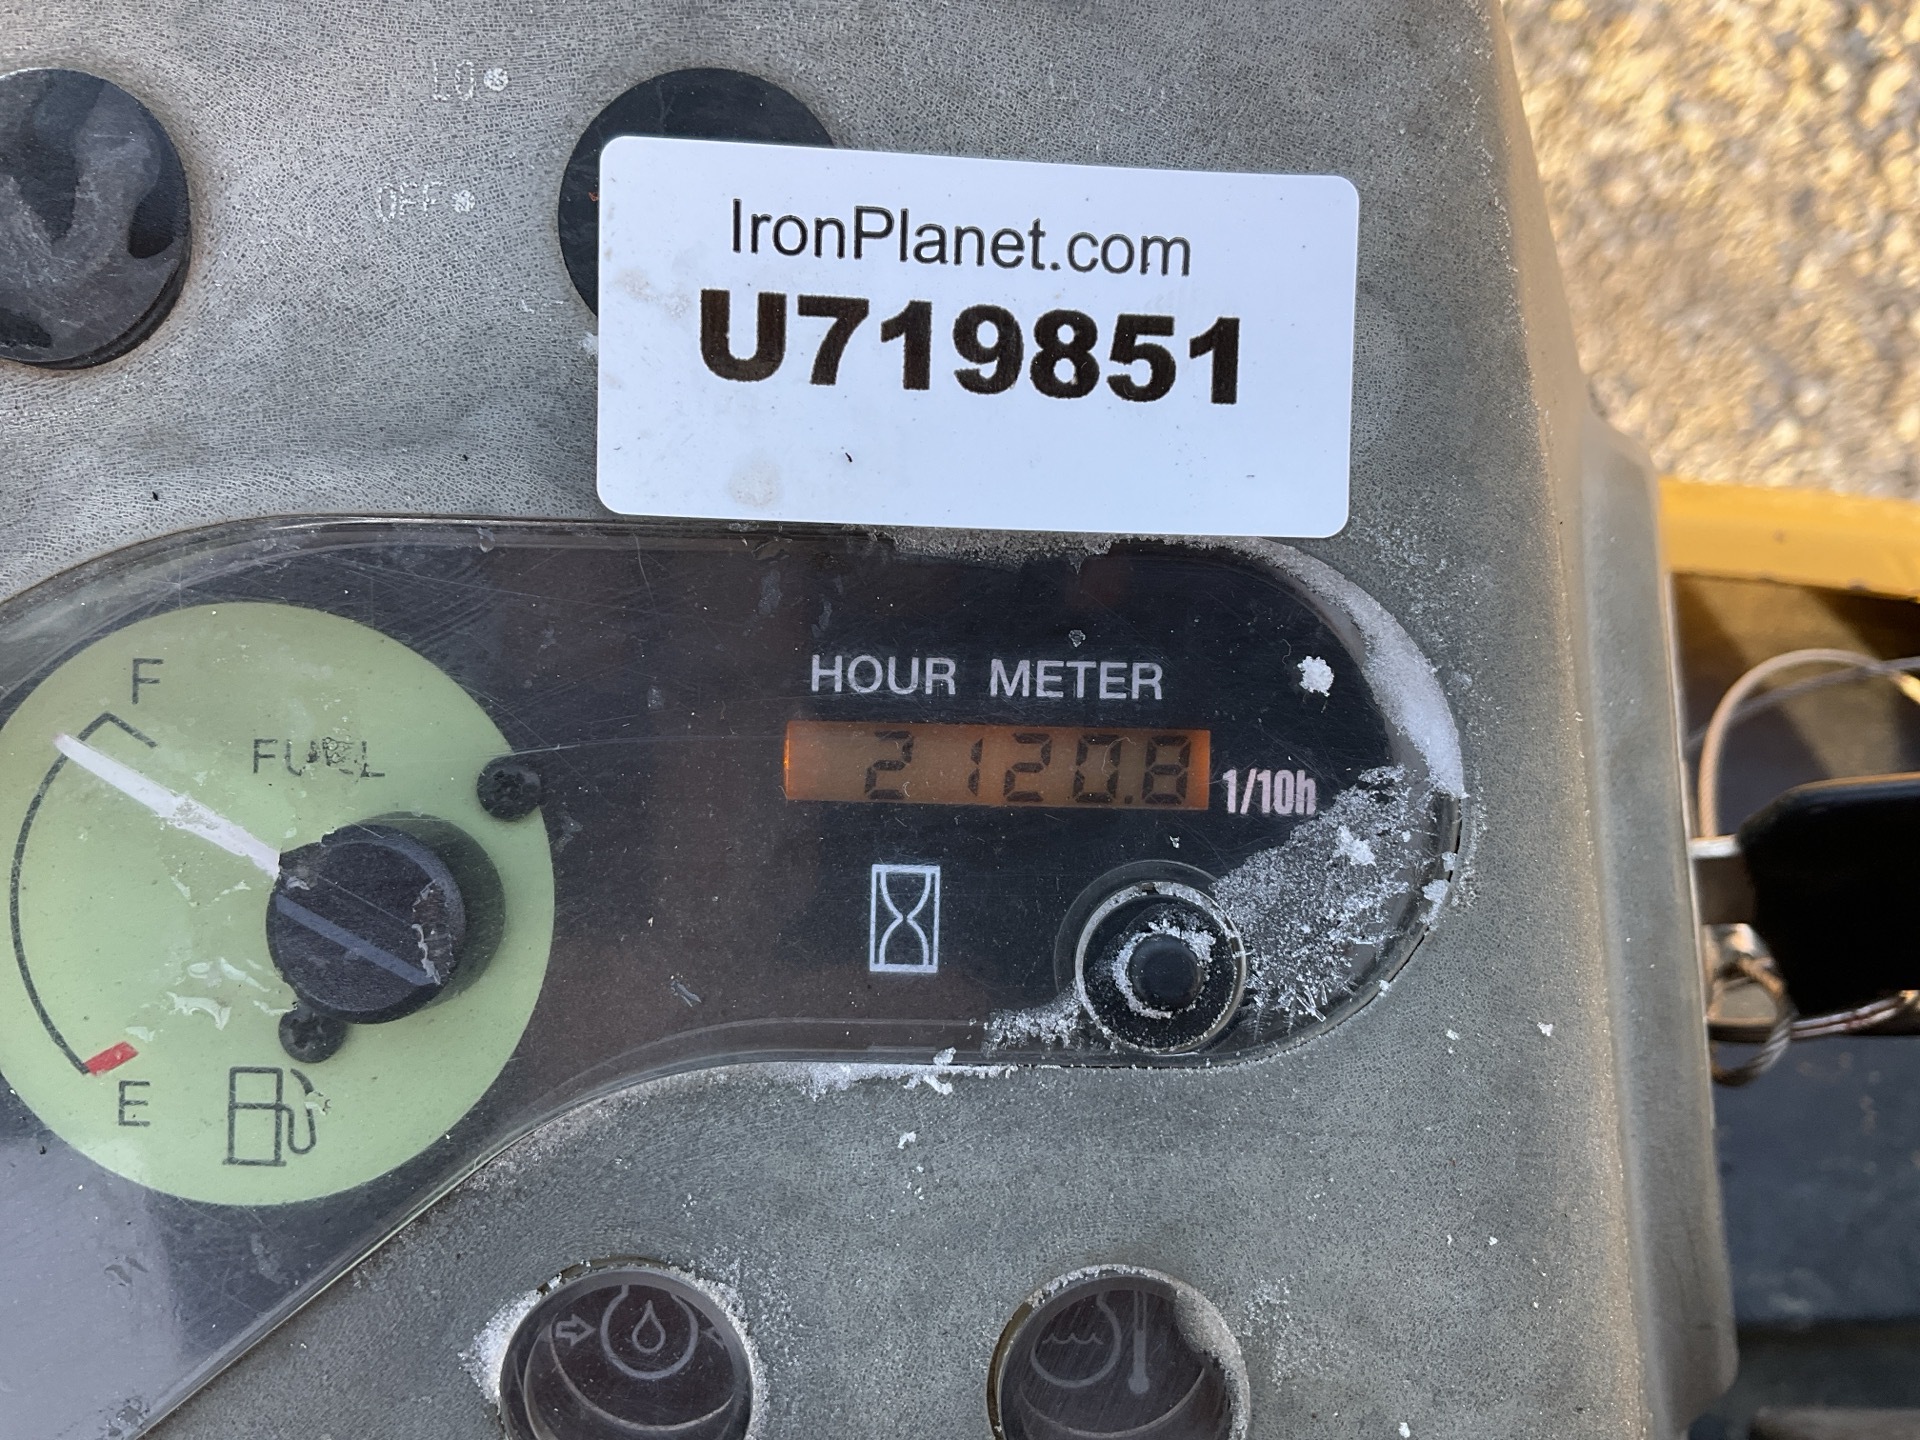 LO
OFF
IronPlanet.com
U719851
F
FUEL
HOUR METER
2120.8
1/10h
E